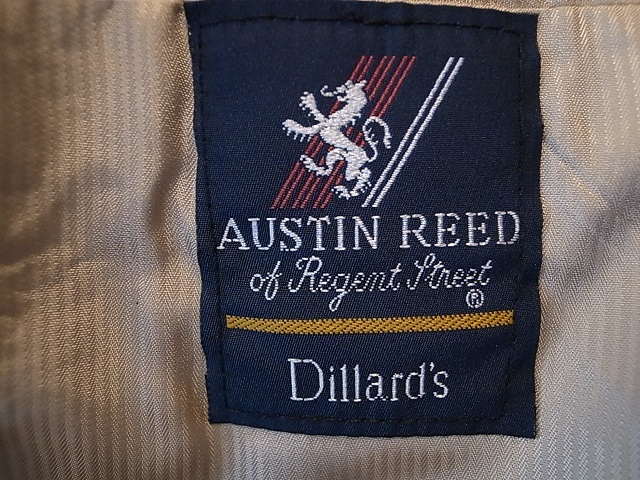 AUSTIN REED
of Regent Street
®
Dillard's